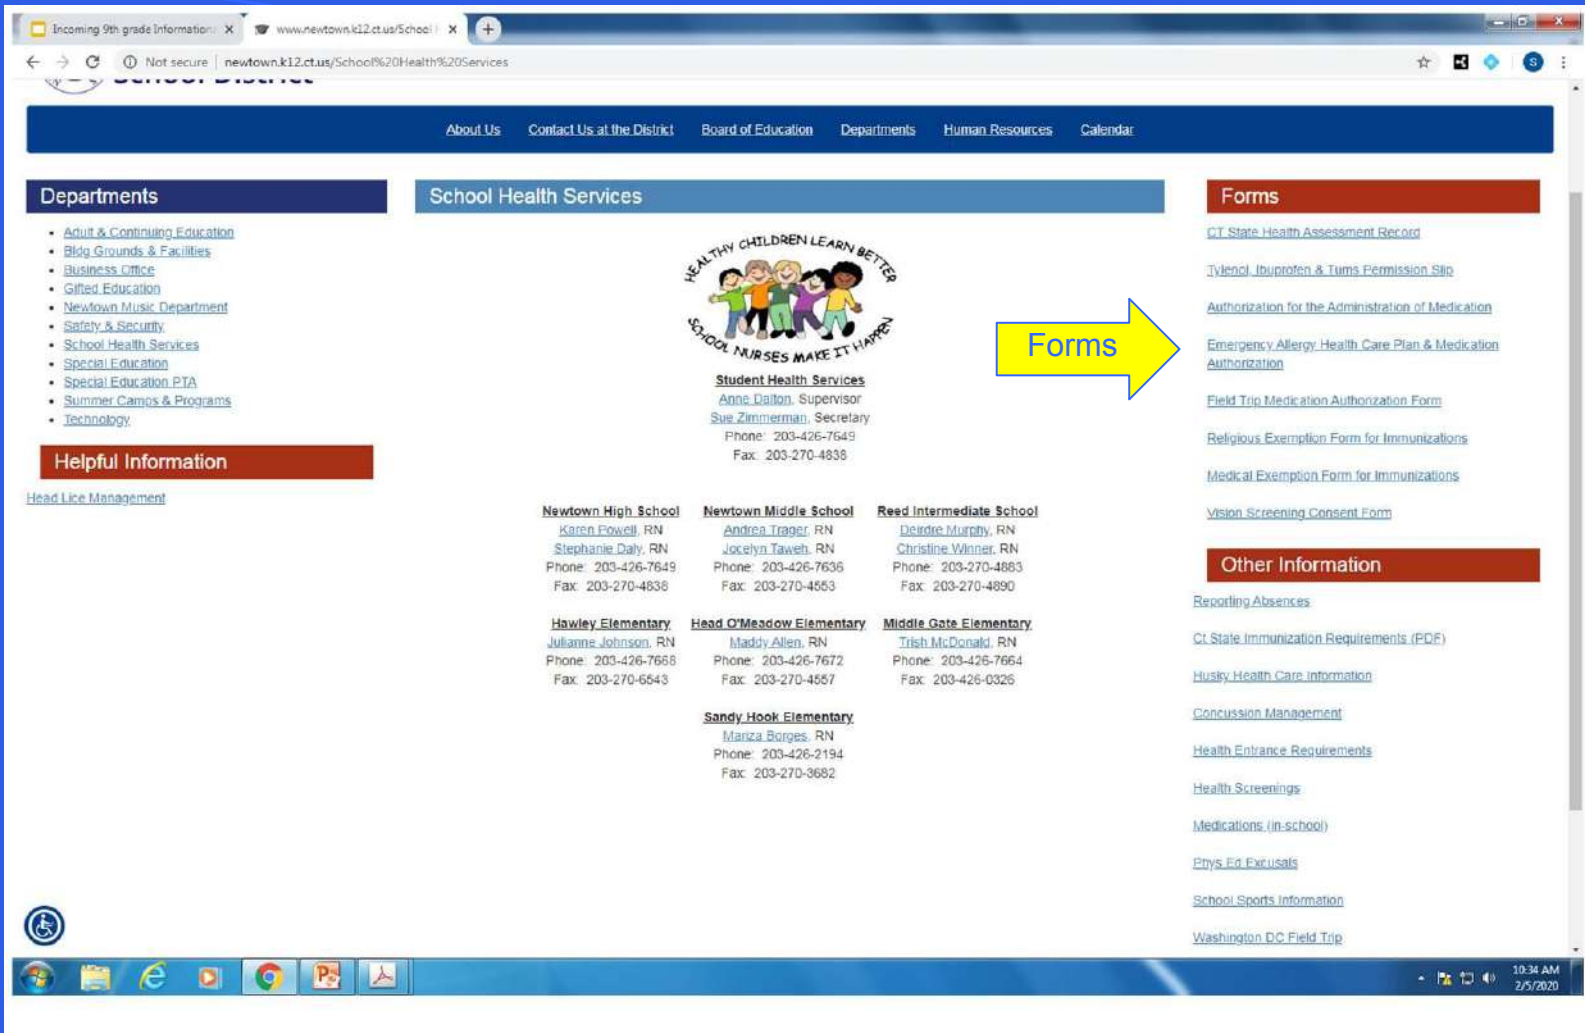 Incoming 9th grade Information
www.newtown.k12.ct.us/School
Not secure | newtown.k12.ct.us/School%20Health%20Services
S
School District
About Us Contact Us at the District Board of Education Departments Human Resources Calendar
Departments
Adult & Continuing Education
Bldg Grounds & Facilities
Business Office
Gifted Education
Newtown Music Department
Safety & Security
School Health Services
Special Education
Special Education PTA
Summer Camps & Programs
Technology
Helpful Information
Head Lice Management
School Health Services
HEALTHY CHILDREN LEARN BETTER
SCHOOL NURSES MAKE IT HAPPEN
Student Health Services
Anne Dalton, Supervisor
Sue Zimmerman, Secretary
Phone: 203-426-7649
Fax: 203-270-4838
Newtown High School
Karen Powell, RN
Stephanie Daly, RN
Phone: 203-426-7649
Fax: 203-270-4838
Newtown Middle School
Andrea Trager, RN
Jocelyn Taweh, RN
Phone: 203-426-7636
Fax: 203-270-4553
Reed Intermediate School
Deirdre Murphy, RN
Christine Winner, RN
Phone: 203-270-4883
Fax: 203-270-4890
Hawley Elementary
Julianne Johnson, RN
Phone: 203-426-7668
Fax: 203-270-6543
Head O'Meadow Elementary
Maddy Allen, RN
Phone: 203-426-7672
Fax: 203-270-4557
Middle Gate Elementary
Trish McDonald, RN
Phone: 203-426-7664
Fax: 203-426-0326
Sandy Hook Elementary
Mariza Borges, RN
Phone: 203-426-2194
Fax: 203-270-3682
Forms
Forms
CT State Health Assessment Record
Tylenol, Ibuprofen & Tums Permission Slip
Authorization for the Administration of Medication
Emergency Allergy Health Care Plan & Medication
Authorization
Field Trip Medication Authorization Form
Religious Exemption Form for Immunizations
Medical Exemption Form for Immunizations
Vision Screening Consent Form
Other Information
Reporting Absences
Ct State Immunization Requirements (PDF)
Husky Health Care Information
Concussion Management
Health Entrance Requirements
Health Screenings
Medications (in-school)
Phys Ed Excusals
School Sports Information
Washington DC Field Trip
10:34 AM
2/5/2020